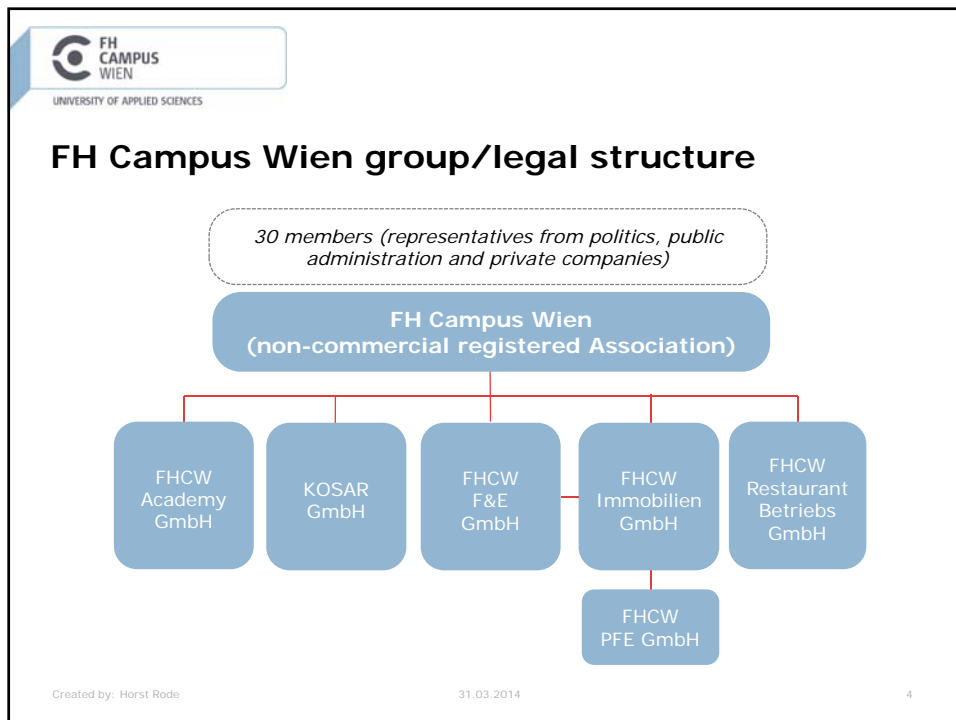 FH
CAMPUS
WIEN
UNIVERSITY OF APPLIED SCIENCES
FH Campus Wien group/legal structure
30 members (representatives from politics, public
administration and private companies)
FH Campus Wien
(non-commercial registered Association)
FHCW
Academy
GmbH
KOSAR
GmbH
FHCW
F&E
GmbH
FHCW
Immobilien
GmbH
FHCW
Restaurant
Betriebs
GmbH
FHCW
PFE GmbH
Created by: Horst Rode
31.03.2014
4